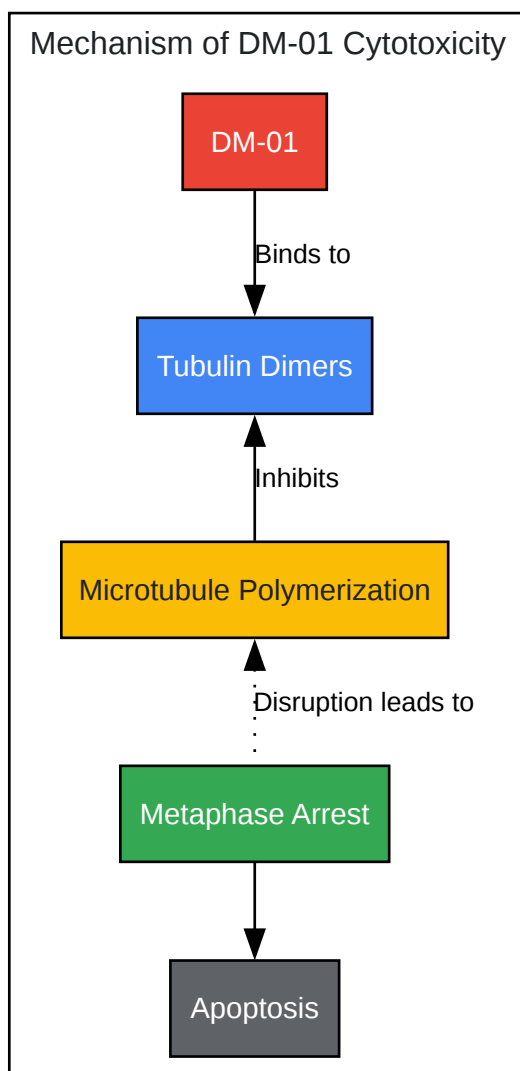 Mechanism of DM-01 Cytotoxicity
DM-01
Binds to
Tubulin Dimers
Inhibits
Microtubule Polymerization
Disruption leads to
Metaphase Arrest
Apoptosis